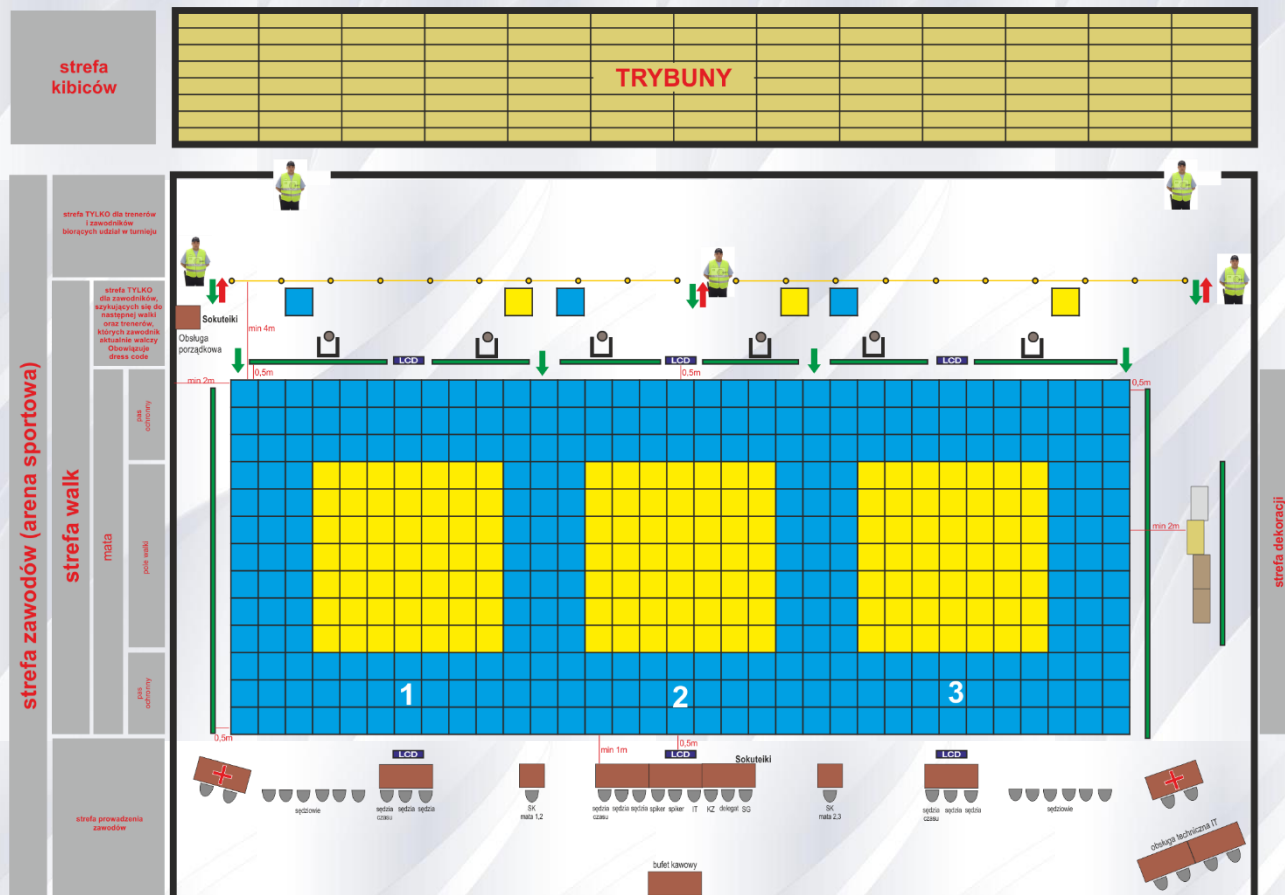 strefa
kibiców
TRYBUNY
strefa zawodów (arena sportowa)
strefa TYLKO dla trenerów
i zawodników
biorących udział w turnieju
strefa TYLKO
dla zawodników,
szykujących się do
następnej walki
oraz trenerów,
których zawodnik
aktualnie walczy
Obowiązuje
dress code
strefa walk
mata
pas
ochronny
pole walki
pas
ochronny
strefa prowadzenia
zawodów
Sokuteiki
Obsługa
porządkowa
min 4m
LCD
LCD
LCD
min 2m
0,5m
0,5m
0,5m
min 2m
strefa dekoracji
1
2
3
0,5m
min 1m
0,5m
LCD
LCD
LCD
Sokuteiki
sędziowie
sędzia sędzia sędzia
czasu
SK
mata 1,2
sędzia sędzia sędzia spiker spiker IT KZ delegat SG
czasu
SK
mata 2,3
sędzia sędzia sędzia
czasu
sędziowie
obsługa techniczna IT
bufet kawowy